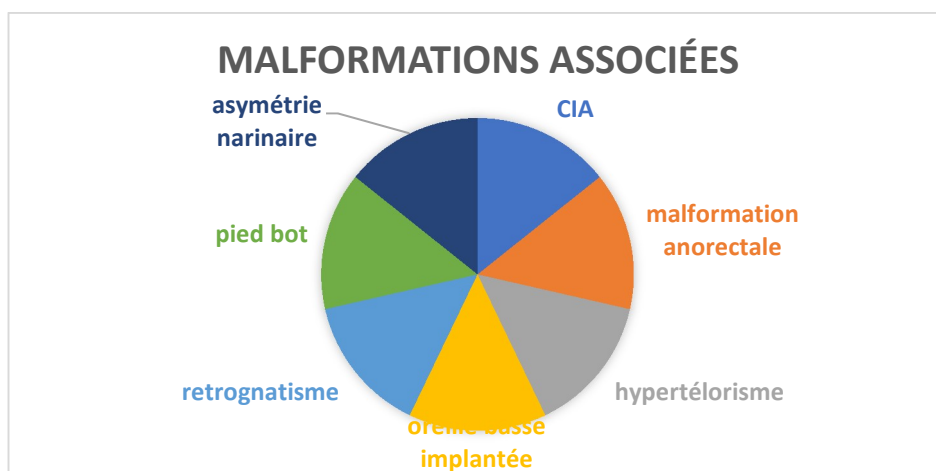 MALFORMATIONS ASSOCIÉES
asymétrie
narinaire
CIA
malformation
anorectale
pied bot
retrognatisme
hypertélorisme
oreille basse
implantée